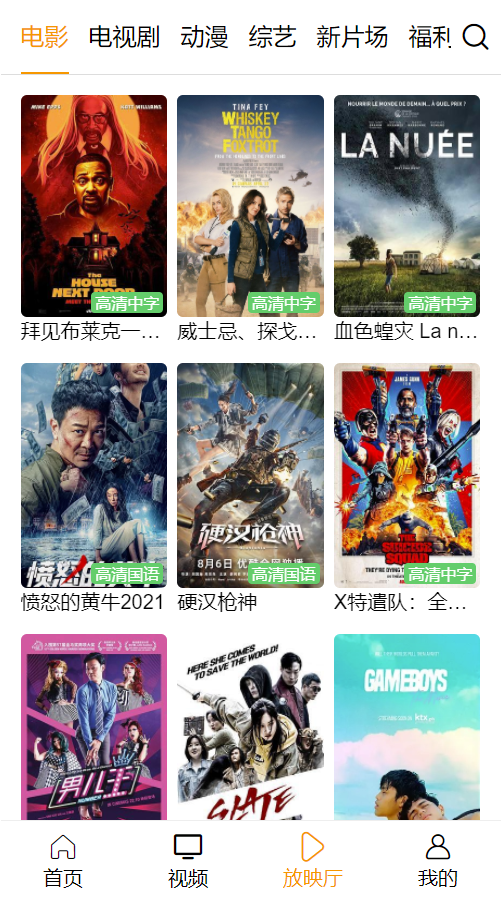 电影 电视剧 动漫 综艺 新片场 福利
MIKE EPPS KATT WILLIAMS
The
HOUSE
NEXT DOOR
高清中字
拜见布莱克一…
TINA FEY
WHISKEY
TANGO
FOXTROT
高清中字
威士忌、探戈…
NOURRIR LE MONDE DE DEMAIN... À QUEL PRIX ?
LA NUÉE
高清中字
血色蝗灾 La n…
愤怒的
高清国语
愤怒的黄牛2021
硬汉枪神
8月6日 优酷全网独播
高清国语
硬汉枪神
JAMES GUNN
THE
SUICIDE
SQUAD
高清中字
X特遣队：全…
男儿王
HERE SHE COMES
TO SAVE THE WORLD!
SLATE
GAMEBOYS
ktx
首页 视频 放映厅 我的